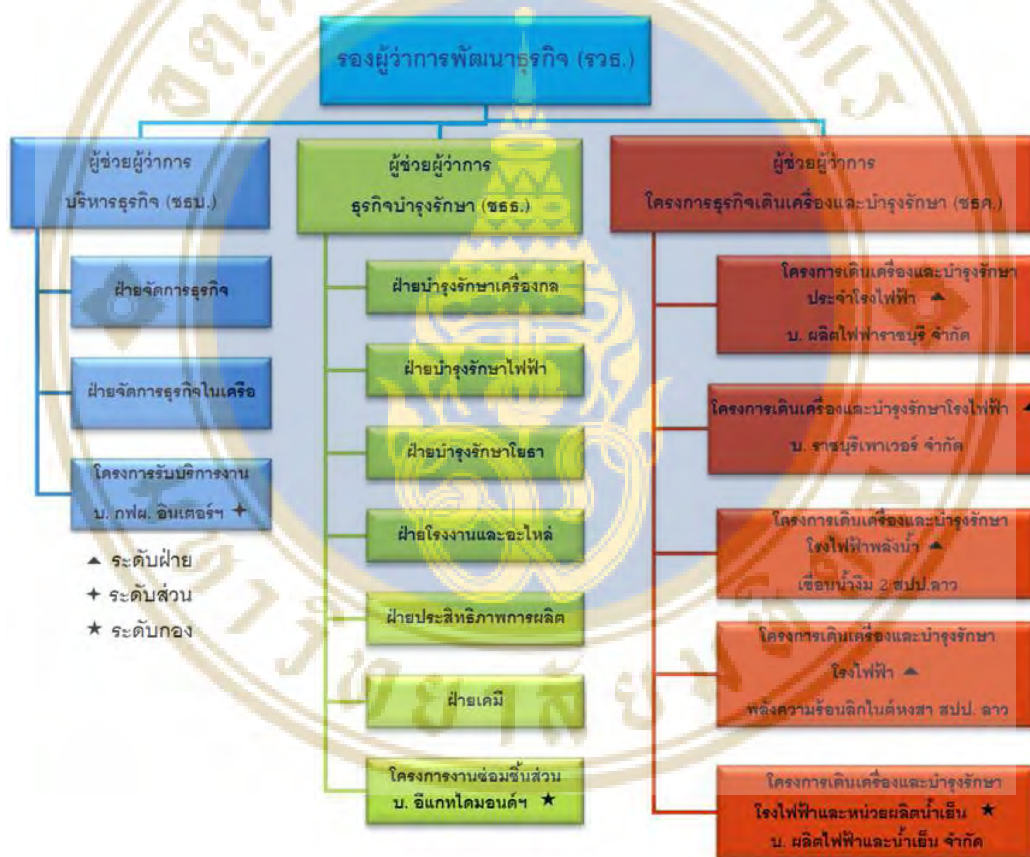 รองผู้ว่าการพัฒนาธุรกิจ (รวธ.)
ผู้ช่วยผู้ว่าการ
บริหารธุรกิจ (ชธบ.)
ฝ่ายจัดการธุรกิจ
ฝ่ายจัดการธุรกิจในเครือ
โครงการรับบริการงาน
บ. กฟผ. อินเตอร์ฯ ✦
▲ ระดับฝ่าย
✦ ระดับส่วน
★ ระดับกอง
ผู้ช่วยผู้ว่าการ
ธุรกิจบำรุงรักษา (ชธธ.)
ฝ่ายบำรุงรักษาเครื่องกล
ฝ่ายบำรุงรักษาไฟฟ้า
ฝ่ายบำรุงรักษาโยธา
ฝ่ายโรงงานและอะไหล่
ฝ่ายประสิทธิภาพการผลิต
ฝ่ายเคมี
โครงการงานซ่อมชิ้นส่วน
บ. อีแกทไดมอนด์ฯ ★
ผู้ช่วยผู้ว่าการ
โครงการธุรกิจเดินเครื่องและบำรุงรักษา (ชธค.)
โครงการเดินเครื่องและบำรุงรักษา
ประจำโรงไฟฟ้า ▲
บ. ผลิตไฟฟ้าราชบุรี จำกัด
โครงการเดินเครื่องและบำรุงรักษาโรงไฟฟ้า ▲
บ. ราชบุรีเพาเวอร์ จำกัด
โครงการเดินเครื่องและบำรุงรักษา
โรงไฟฟ้าพลังน้ำ ▲
เขื่อนน้ำงึม 2 สปป.ลาว
โครงการเดินเครื่องและบำรุงรักษา
โรงไฟฟ้า ▲
พลังความร้อนลิกไนต์หงสา สปป. ลาว
โครงการเดินเครื่องและบำรุงรักษา
โรงไฟฟ้าและหน่วยผลิตน้ำเย็น ★
บ. ผลิตไฟฟ้าและน้ำเย็น จำกัด